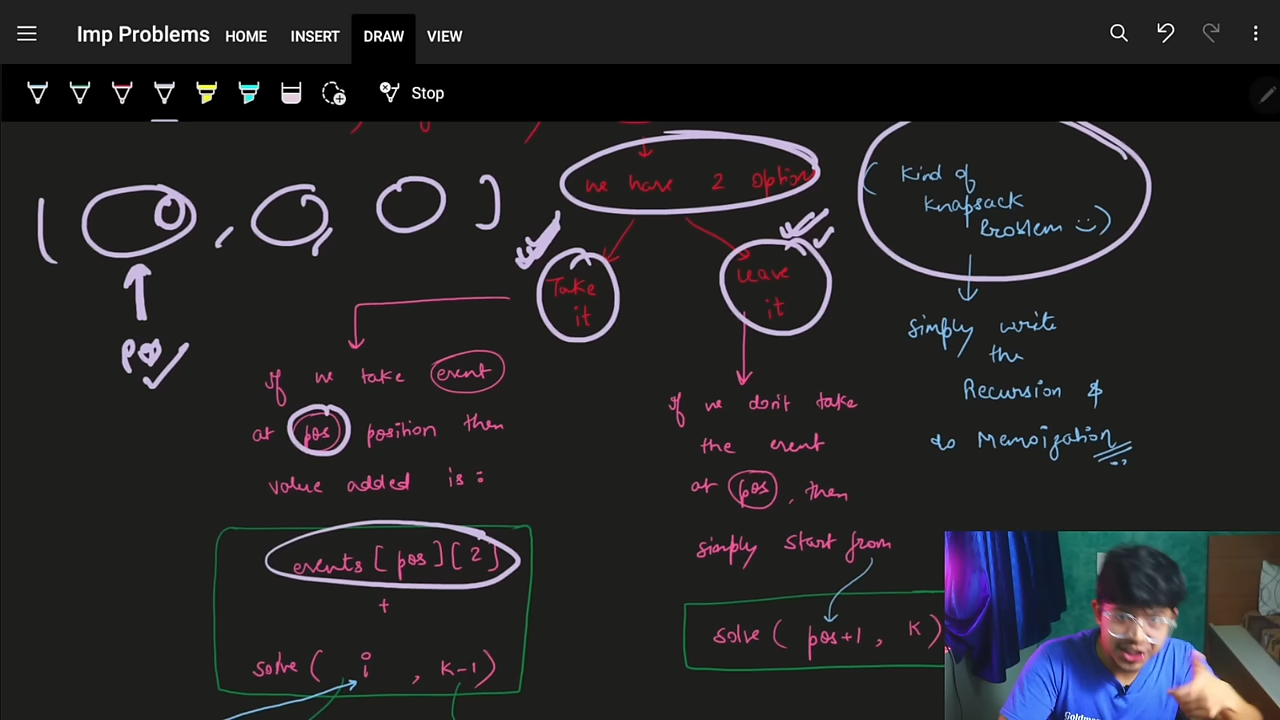 Imp Problems HOME INSERT DRAW VIEW
Stop
we have 2 option
Take it
Leave it
(Kind of
Knapsack
Problem :))
simply write
the
Recursion &
do Memoization
pos
if we take event
at pos position then
value added is :
events [ pos ] [ 2 ]
+
solve ( i , k-1 )
if we don't take
the event
at pos , then
simply start from
solve ( pos+1 , K )